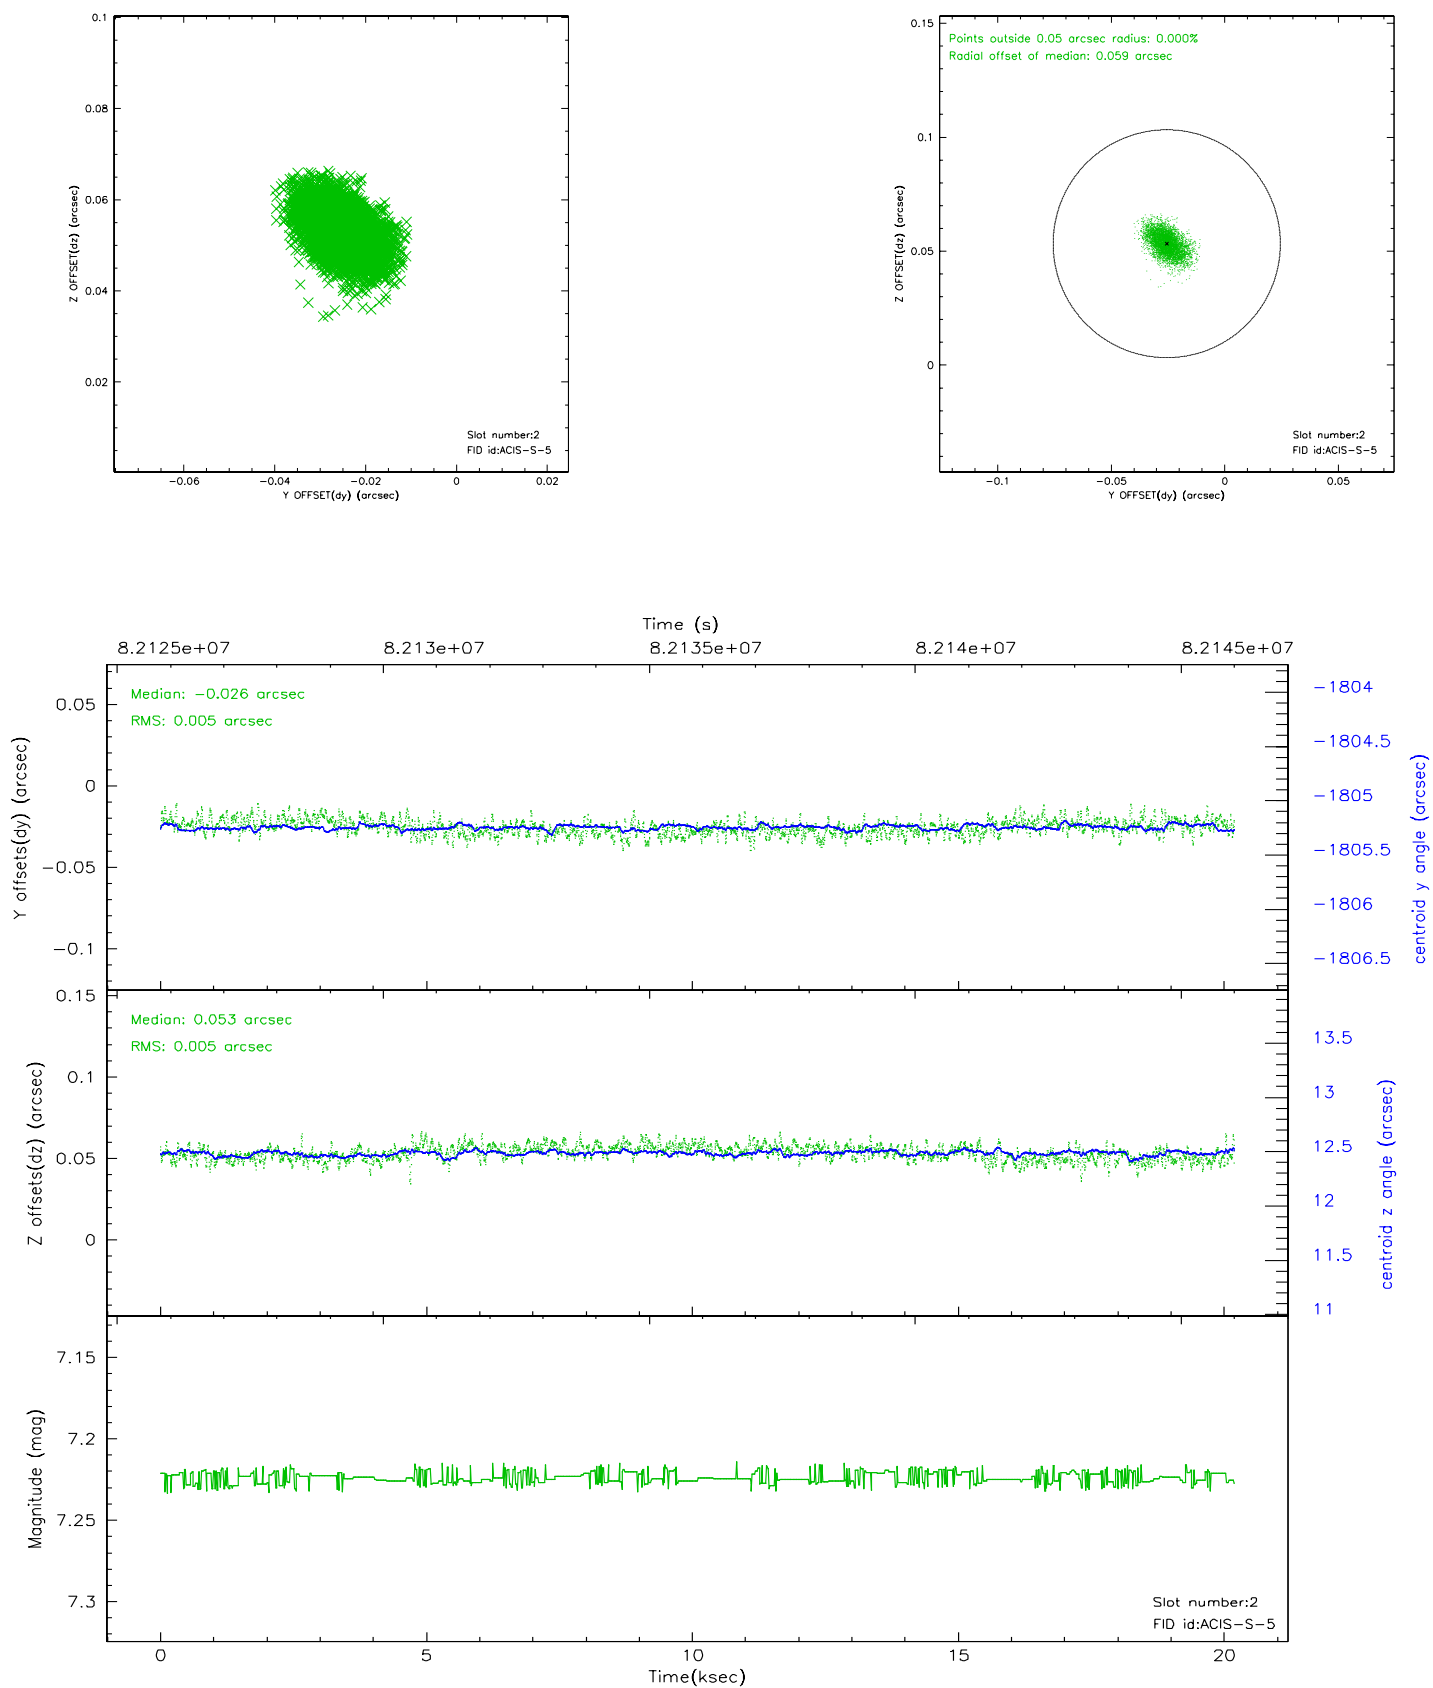 0.1
0.08
0.06
0.04
0.02
Z OFFSET(dz) (arcsec)
Slot number:2
FID id:ACIS-S-5
-0.06
-0.04
-0.02
0
0.02
Y OFFSET(dy) (arcsec)
0.15
0.1
0.05
0
Z OFFSET(dz) (arcsec)
Points outside 0.05 arcsec radius: 0.000%
Radial offset of median: 0.059 arcsec
Slot number:2
FID id:ACIS-S-5
-0.1
-0.05
0
0.05
Y OFFSET(dy) (arcsec)
Time (s)
8.2125e+07
8.213e+07
8.2135e+07
8.214e+07
8.2145e+07
0.05
0
-0.05
-0.1
Y offsets(dy) (arcsec)
Median: -0.026 arcsec
RMS: 0.005 arcsec
-1804
-1804.5
-1805
-1805.5
-1806
-1806.5
centroid y angle (arcsec)
0.15
0.1
0.05
0
Z offsets(dz) (arcsec)
Median: 0.053 arcsec
RMS: 0.005 arcsec
13.5
13
12.5
12
11.5
11
centroid z angle (arcsec)
7.15
7.2
7.25
7.3
Magnitude (mag)
Slot number:2
FID id:ACIS-S-5
0
5
10
15
20
Time(ksec)